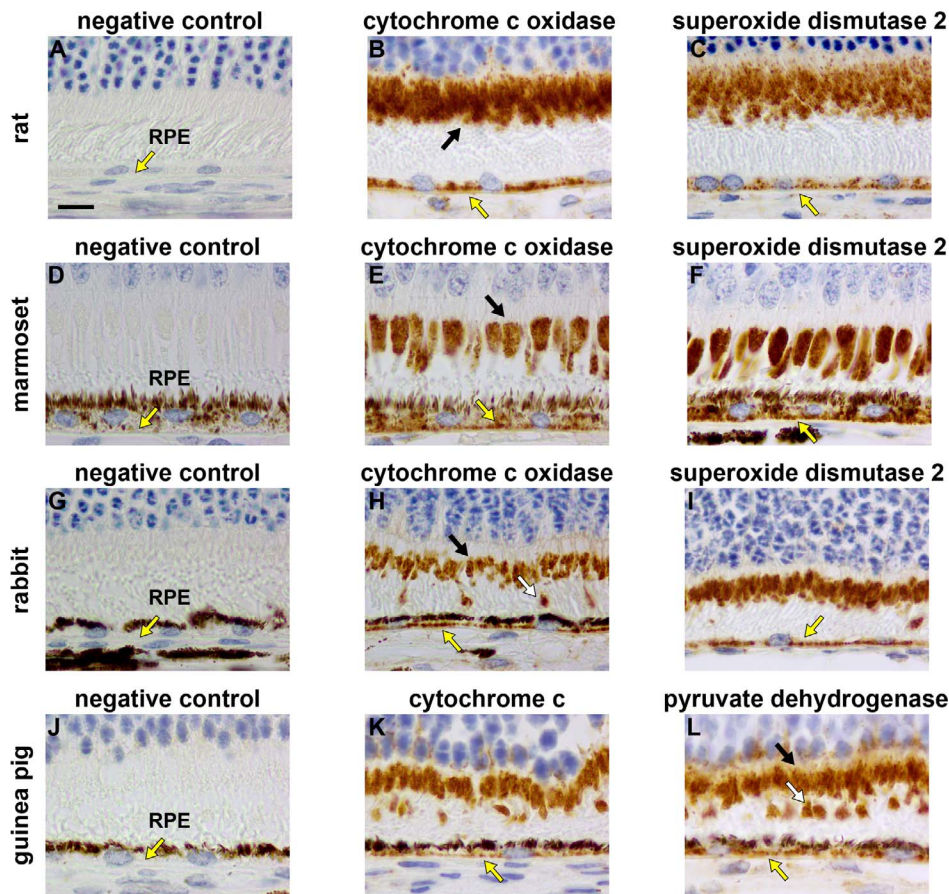 negative control cytochrome c oxidase superoxide dismutase 2
rat
A B C
RPE
negative control cytochrome c oxidase superoxide dismutase 2
marmoset
D E F
RPE
negative control cytochrome c oxidase superoxide dismutase 2
rabbit
G H I
RPE
negative control cytochrome c pyruvate dehydrogenase
guinea pig
J K L
RPE